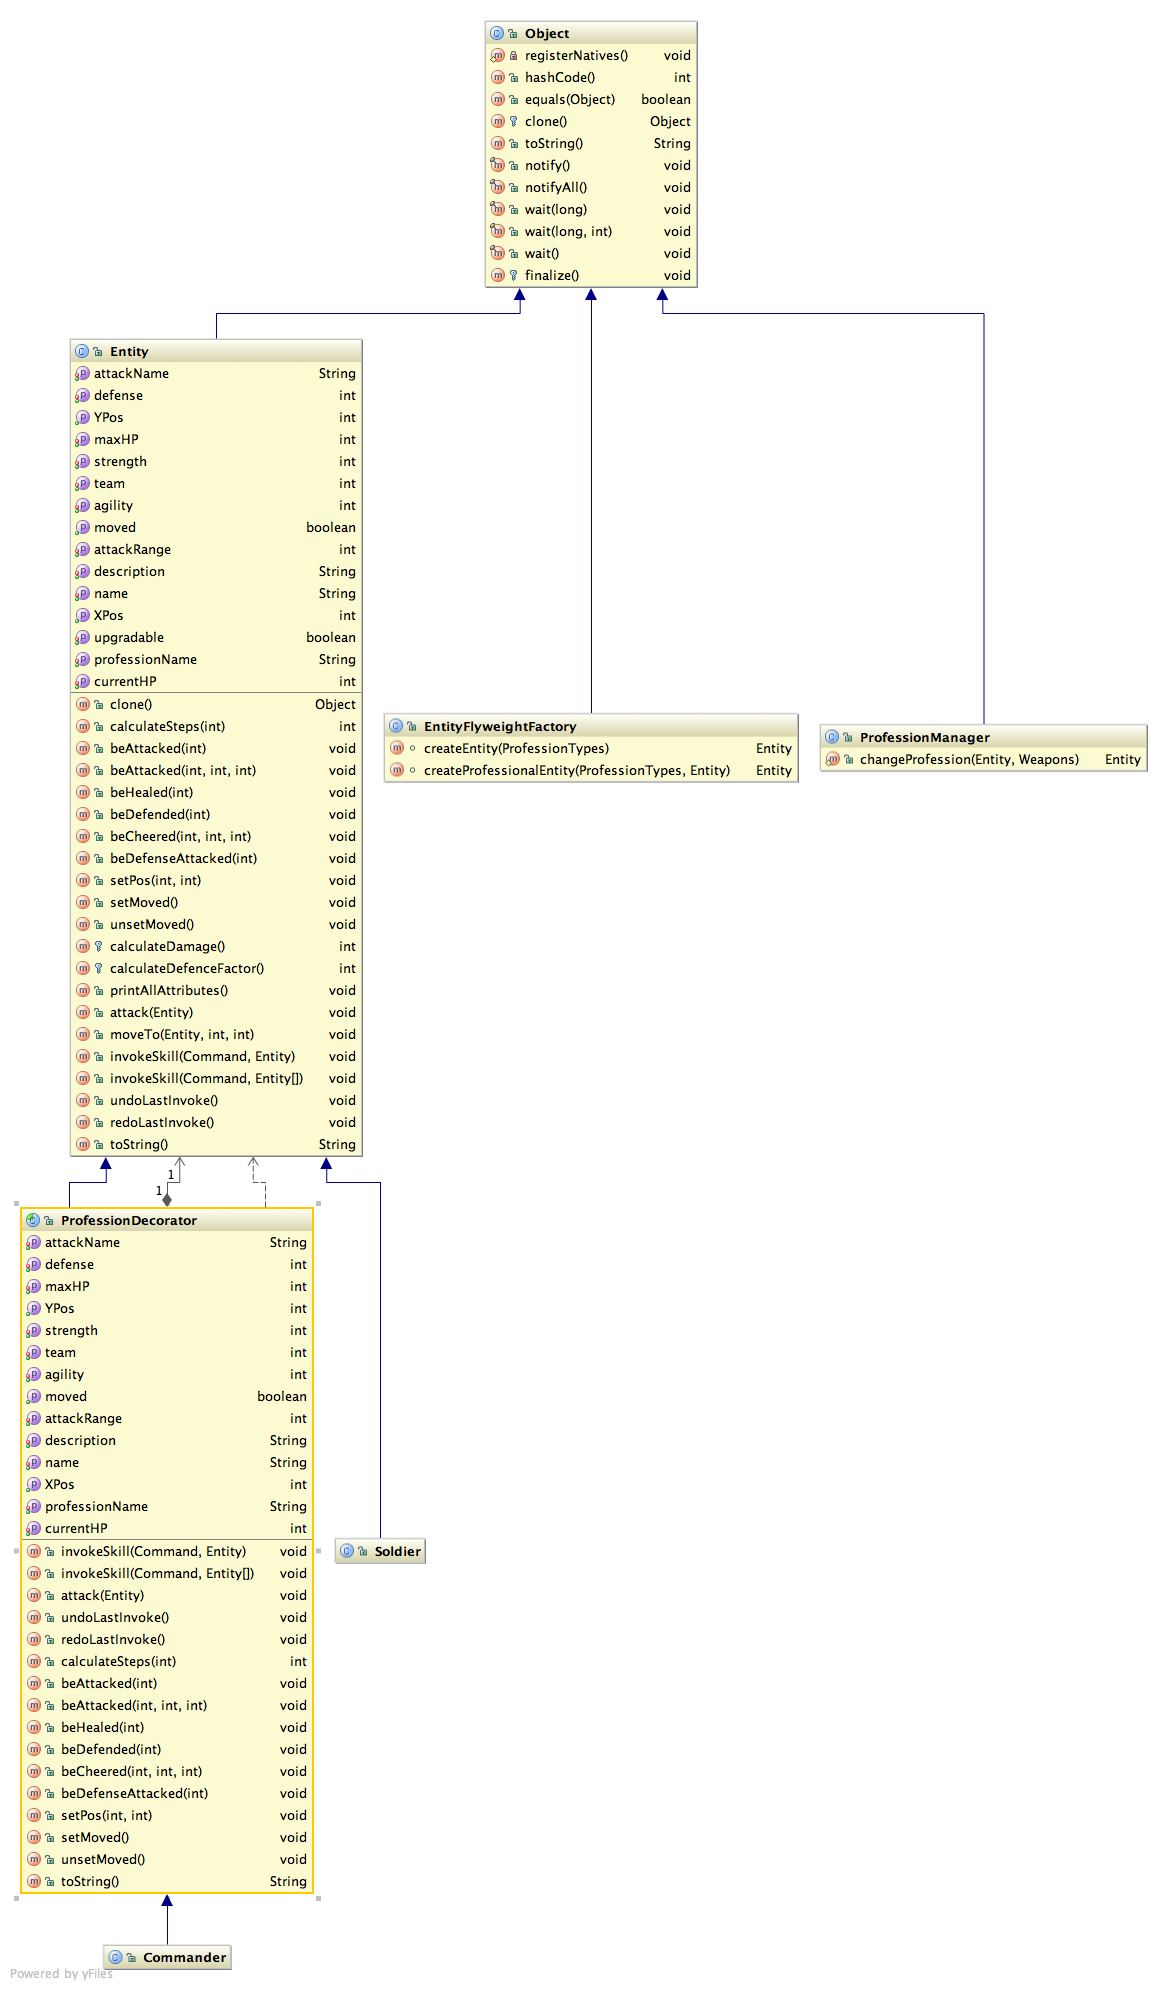 Object
registerNatives() void
hashCode() int
equals(Object) boolean
clone() Object
toString() String
notify() void
notifyAll() void
wait(long) void
wait(long, int) void
wait() void
finalize() void
Entity
attackName String
defense int
YPos int
maxHP int
strength int
team int
agility int
moved boolean
attackRange int
description String
name String
XPos int
upgradable boolean
professionName String
currentHP int
clone() Object
calculateSteps(int) int
beAttacked(int) void
beAttacked(int, int, int) void
beHealed(int) void
beDefended(int) void
beCheered(int, int, int) void
beDefenseAttacked(int) void
setPos(int, int) void
setMoved() void
unsetMoved() void
calculateDamage() int
calculateDefenceFactor() int
printAllAttributes() void
attack(Entity) void
moveTo(Entity, int, int) void
invokeSkill(Command, Entity) void
invokeSkill(Command, Entity[]) void
undoLastInvoke() void
redoLastInvoke() void
toString() String
EntityFlyweightFactory
createEntity(ProfessionTypes) Entity
createProfessionalEntity(ProfessionTypes, Entity) Entity
ProfessionManager
changeProfession(Entity, Weapons) Entity
1
1
ProfessionDecorator
attackName String
defense int
maxHP int
YPos int
strength int
team int
agility int
moved boolean
attackRange int
description String
name String
XPos int
professionName String
currentHP int
invokeSkill(Command, Entity) void
invokeSkill(Command, Entity[]) void
attack(Entity) void
undoLastInvoke() void
redoLastInvoke() void
calculateSteps(int) int
beAttacked(int) void
beAttacked(int, int, int) void
beHealed(int) void
beDefended(int) void
beCheered(int, int, int) void
beDefenseAttacked(int) void
setPos(int, int) void
setMoved() void
unsetMoved() void
toString() String
Soldier
Commander
Powered by yFiles